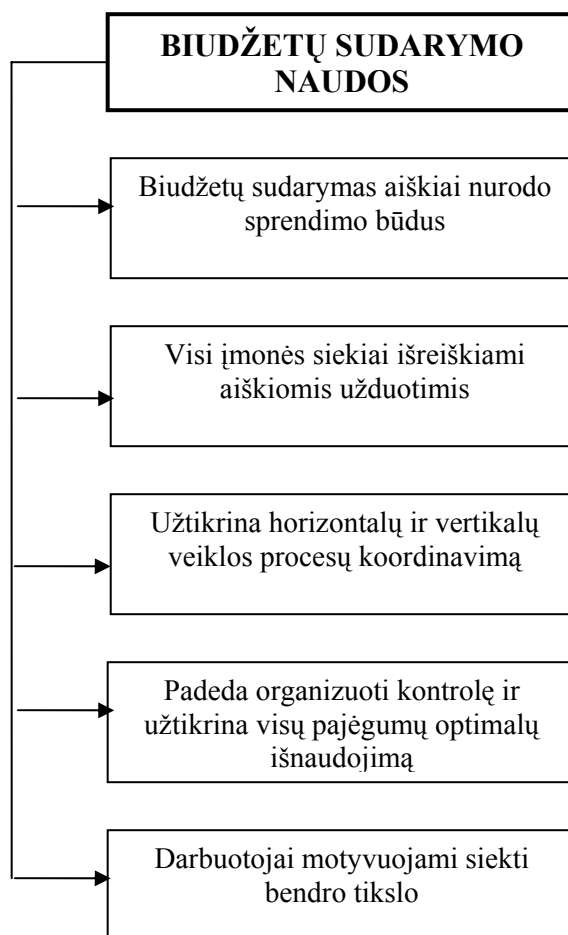 BIUDŽETŲ SUDARYMO
NAUDOS
Biudžetų sudarymas aiškiai nurodo
sprendimo būdus
Visi įmonės siekiai išreiškiami
aiškiomis užduotimis
Užtikrina horizontalų ir vertikalų
veiklos procesų koordinavimą
Padeda organizuoti kontrolę ir
užtikrina visų pajėgumų optimalų
išnaudojimą
Darbuotojai motyvuojami siekti
bendro tikslo